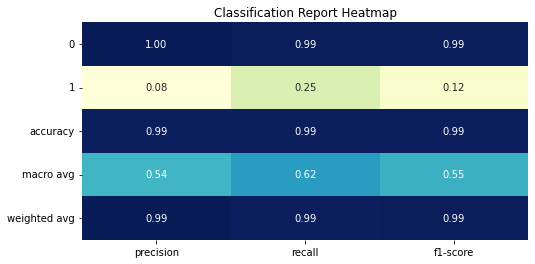 Classification Report Heatmap
0 1.00 0.99 0.99
1 0.08 0.25 0.12
accuracy 0.99 0.99 0.99
macro avg 0.54 0.62 0.55
weighted avg 0.99 0.99 0.99
precision recall f1-score